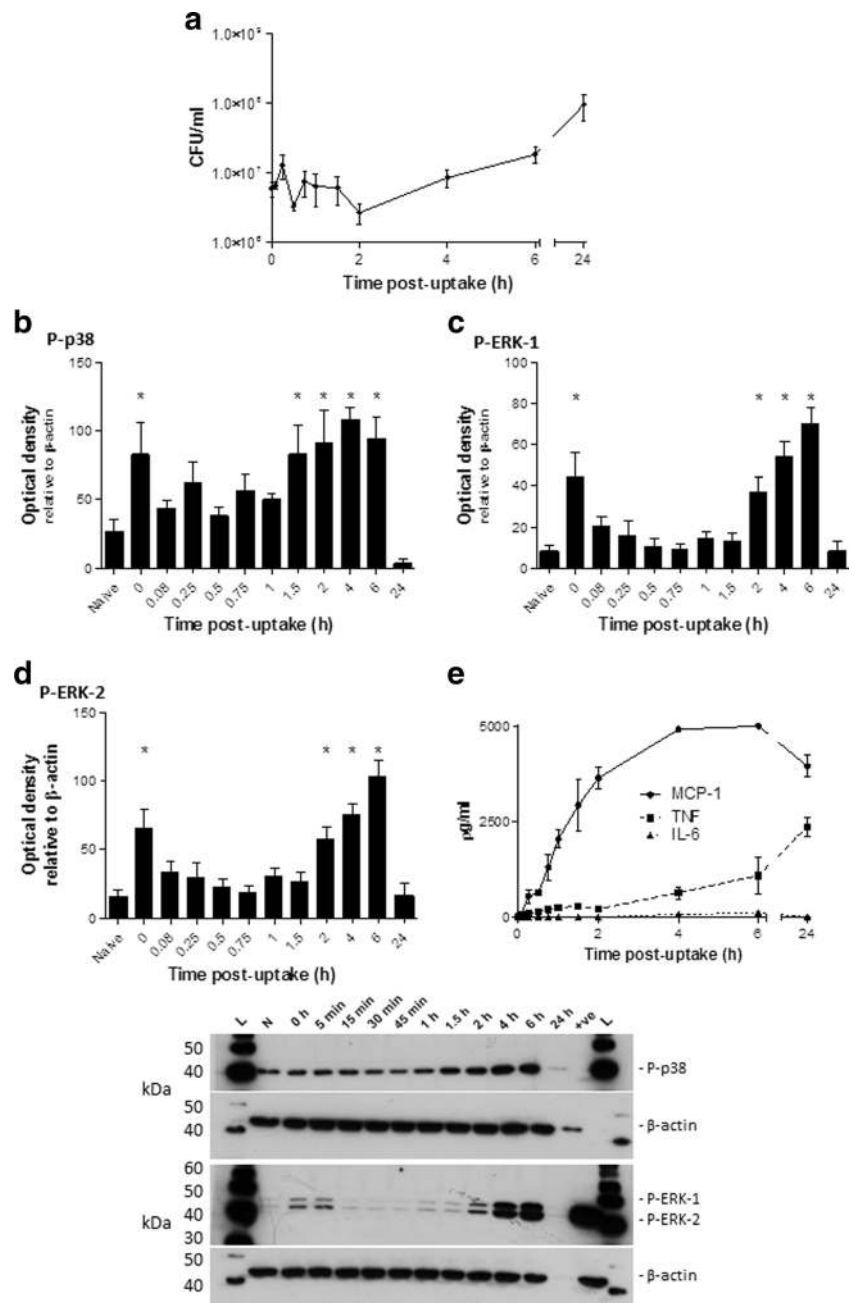 a
1.0×10⁹
1.0×10⁸
1.0×10⁷
1.0×10⁶
CFU/ml
0 2 4 6 24
Time post-uptake (h)
b
P-p38
150
100
50
0
Optical density
relative to β-actin
Naive 0 0.08 0.25 0.5 0.75 1 1.5 2 4 6 24
* * * * *
Time post-uptake (h)
c
P-ERK-1
100
80
60
40
20
0
Optical density
relative to β-actin
Naive 0 0.08 0.25 0.5 0.75 1 1.5 2 4 6 24
* * * *
Time post-uptake (h)
d
P-ERK-2
150
100
50
0
Optical density
relative to β-actin
Naive 0 0.08 0.25 0.5 0.75 1 1.5 2 4 6 24
* * * *
Time post-uptake (h)
e
5000
2500
0
pg/ml
MCP-1
TNF
IL-6
0 2 4 6 24
Time post-uptake (h)
L N 0 h 5 min 15 min 30 min 45 min 1 h 1.5 h 2 h 4 h 6 h 24 h +ve L
50
40
kDa
- P-p38
50
40
- β-actin
60
50
40
30
kDa
- P-ERK-1
- P-ERK-2
50
40
- β-actin